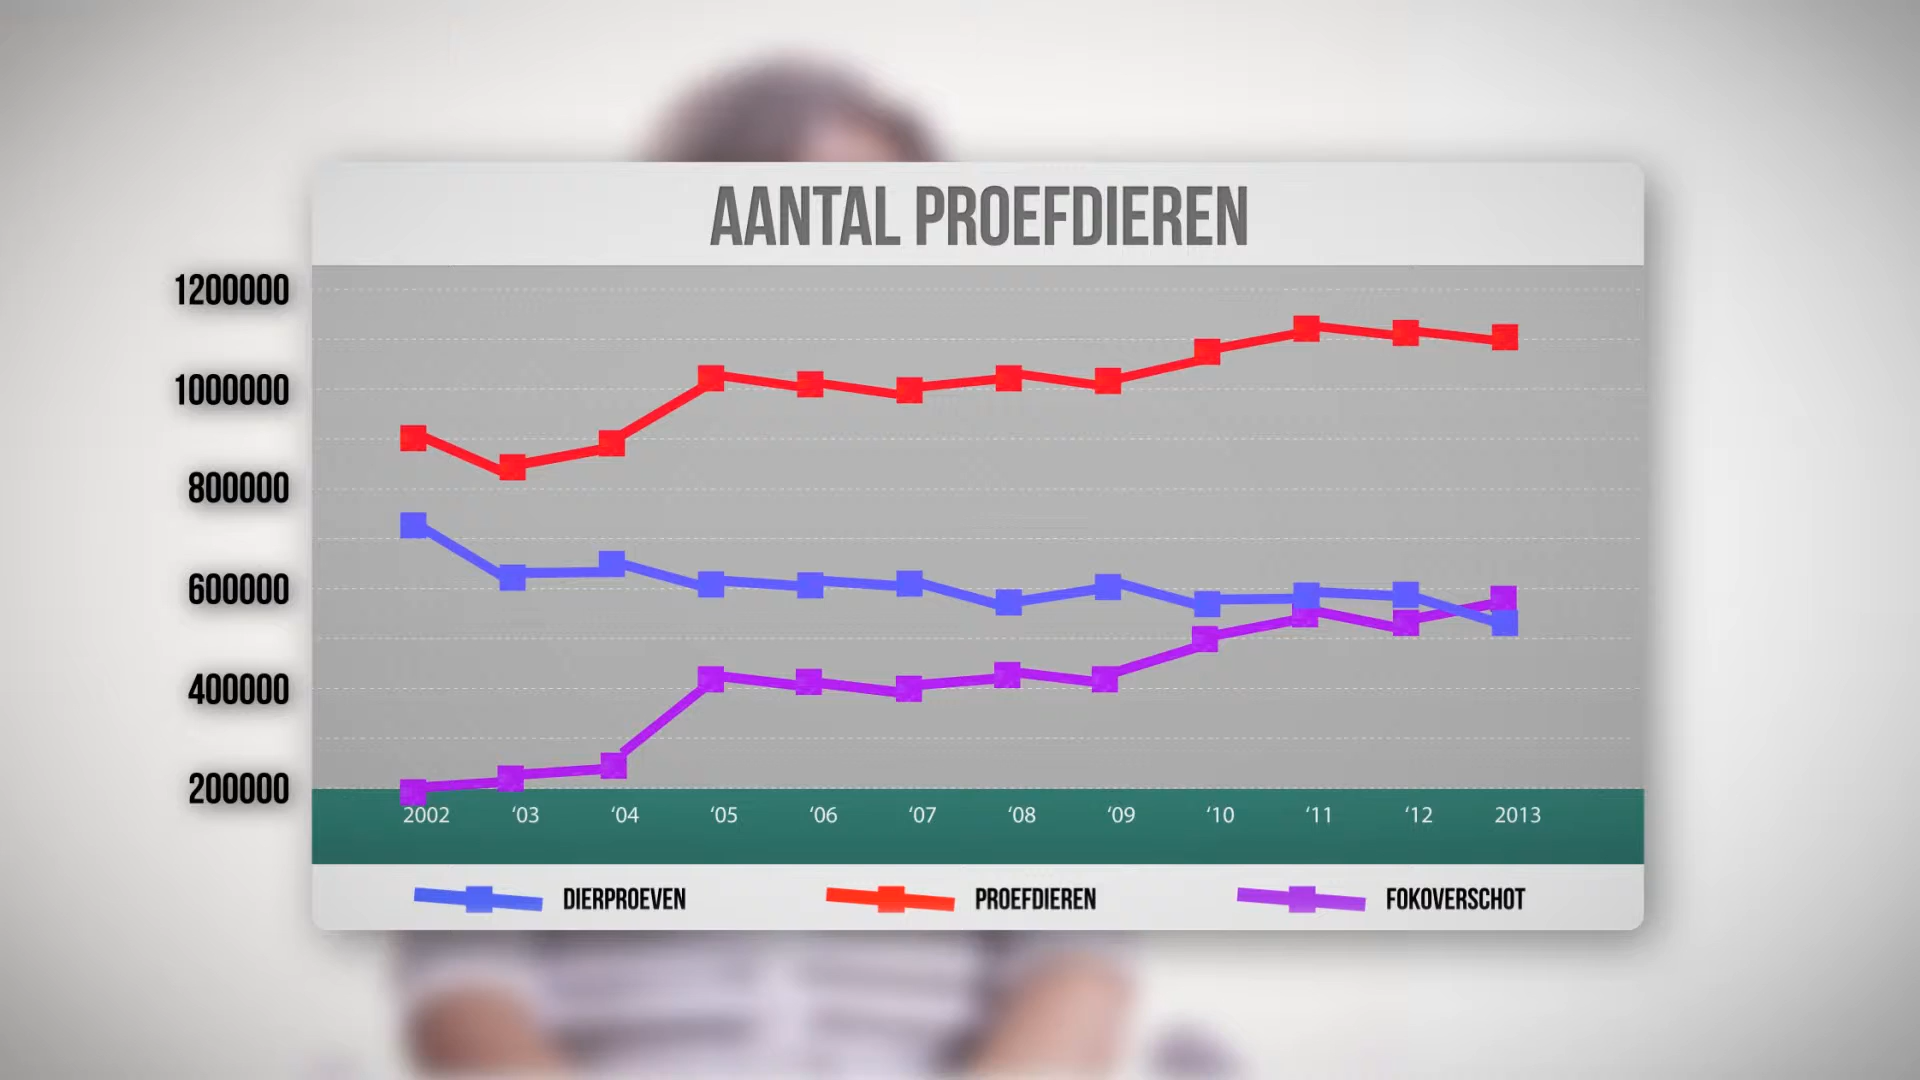 AANTAL PROEFDIEREN
1200000
1000000
800000
600000
400000
200000
2002 ‘03 ‘04 ‘05 ‘06 ‘07 ‘08 ‘09 ‘10 ‘11 ‘12 2013
DIERPROEVEN PROEFDIEREN FOKOVERSCHOT